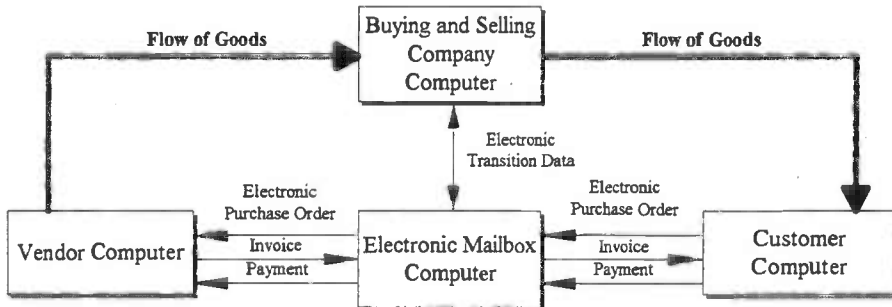 Flow of Goods
Buying and Selling
Company
Computer
Flow of Goods
Electronic
Transition Data
Electronic
Purchase Order
Invoice
Payment
Electronic
Purchase Order
Invoice
Payment
Vendor Computer
Electronic Mailbox
Computer
Customer
Computer